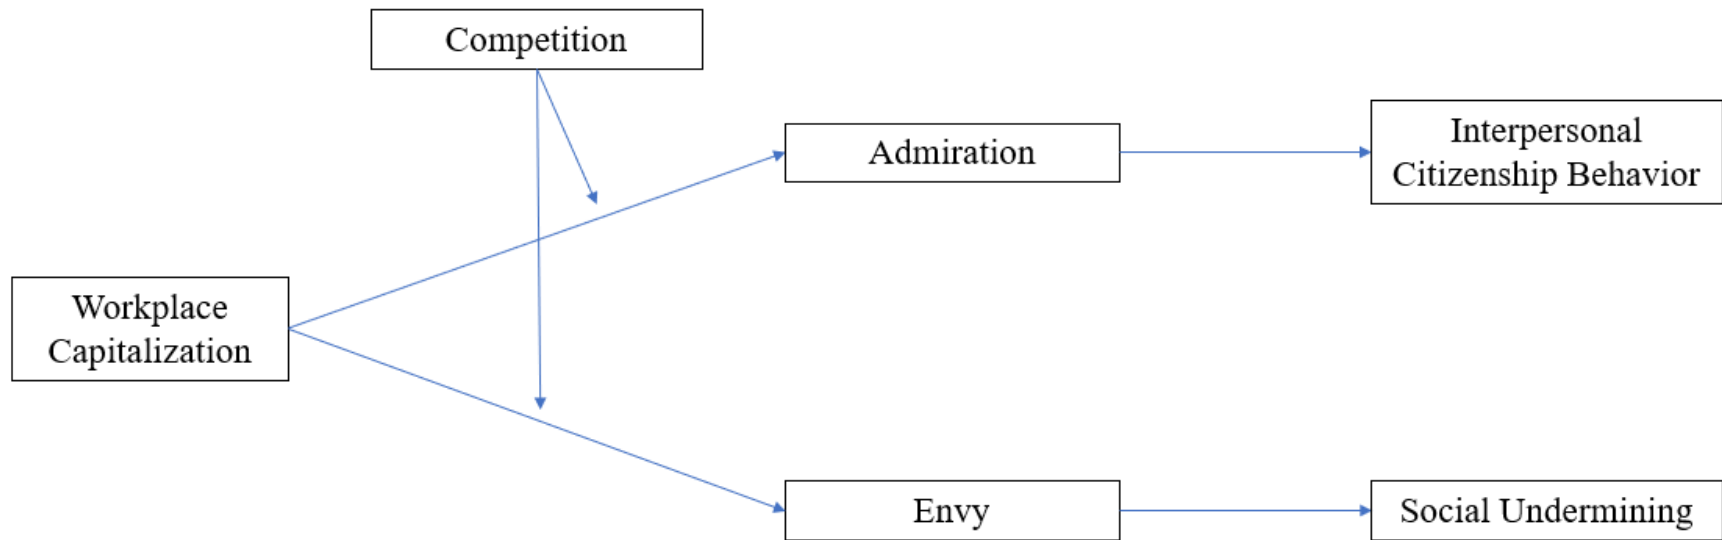 Competition
Admiration
Interpersonal
Citizenship Behavior
Workplace
Capitalization
Envy
Social Undermining